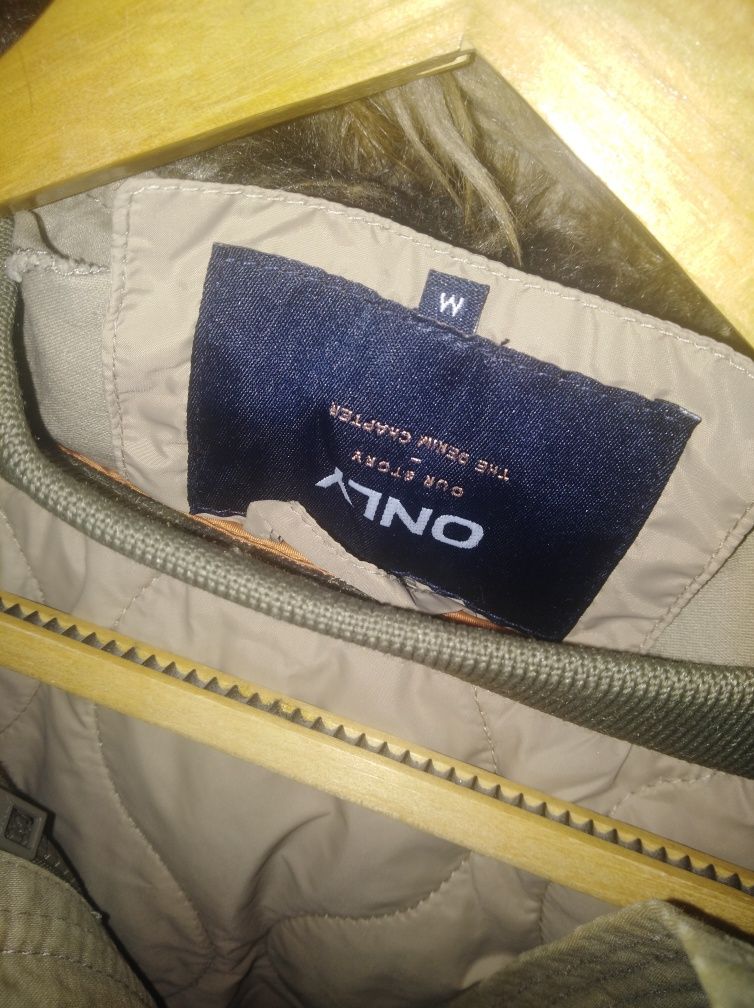 ONLY
OUR STORY
–
THE DENIM CHAPTER
M